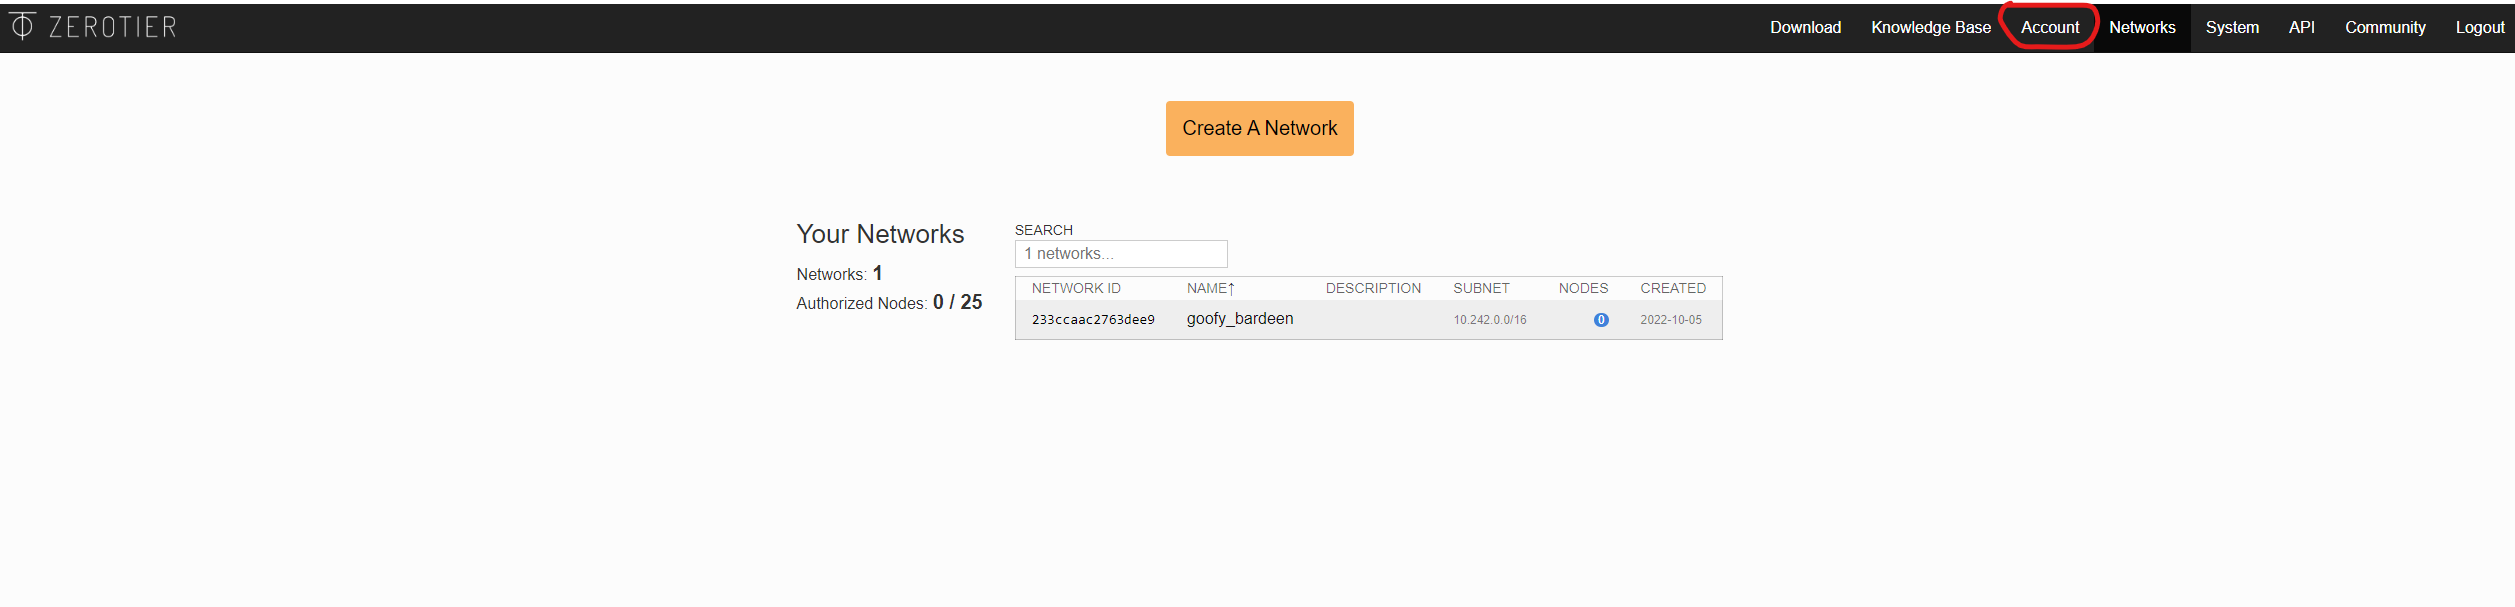 ZEROTIER Download Knowledge Base Account Networks System API Community Logout
Create A Network
Your Networks
Networks: 1
Authorized Nodes: 0 / 25
SEARCH
1 networks...
NETWORK ID NAME↑ DESCRIPTION SUBNET NODES CREATED
233ccaac2763dee9 goofy_bardeen 10.242.0.0/16 0 2022-10-05